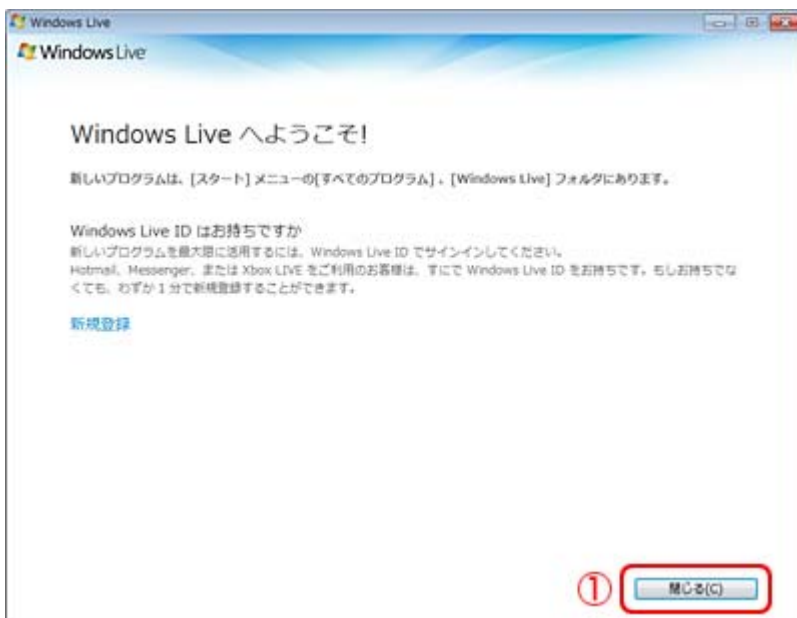 Windows Live
Windows Live
Windows Live へようこそ!
新しいプログラムは、[スタート] メニューの[すべてのプログラム] 、[Windows Live] フォルダにあります。
Windows Live ID はお持ちですか
新しいプログラムを最大限に活用するには、Windows Live ID でサインインしてください。
Hotmail、Messenger、または Xbox LIVE をご利用のお客様は、すでに Windows Live ID をお持ちです。もしお持ちでな
くても、わずか 1 分で新規登録することができます。
新規登録
① 閉じる(C)